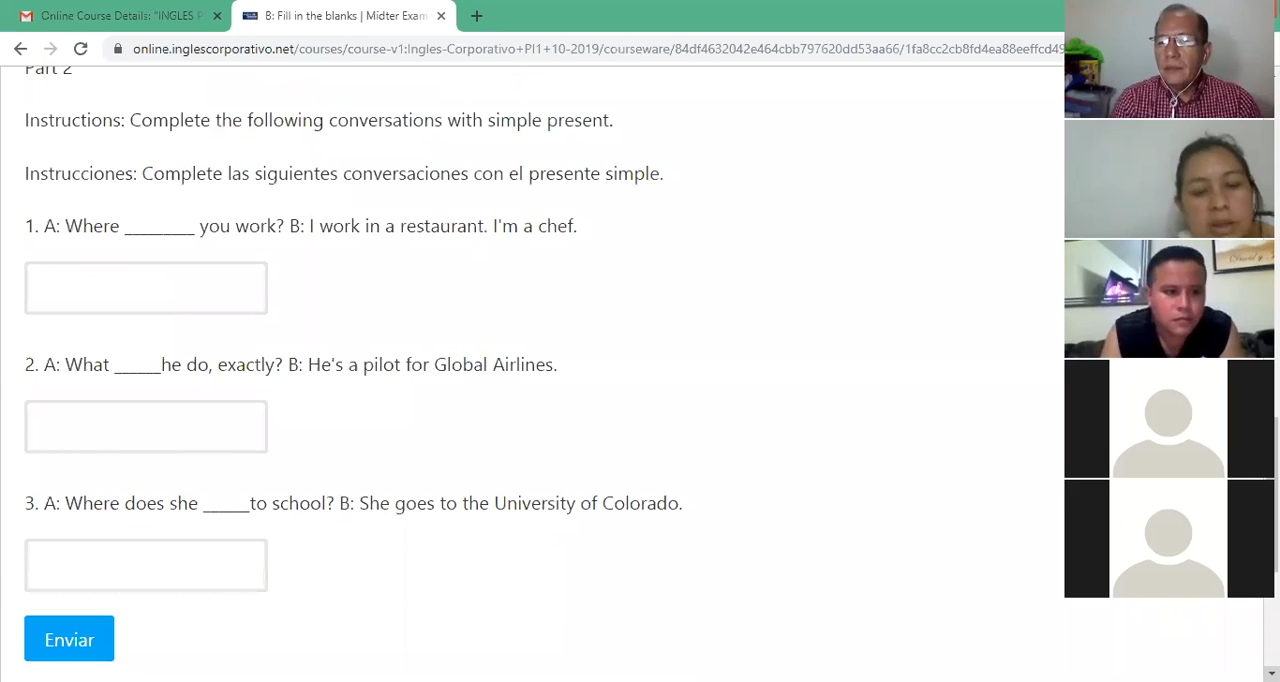 Online Course Details: "INGLES P
B: Fill in the blanks | Midter Exam
online.inglescorporativo.net/courses/course-v1:Ingles-Corporativo+PI1+10-2019/courseware/84df4632042e464cbb797620dd53aa66/1fa8cc2cb8fd4ea88eeffcd49
Part 2
Instructions: Complete the following conversations with simple present.
Instrucciones: Complete las siguientes conversaciones con el presente simple.
1. A: Where _________ you work? B: I work in a restaurant. I'm a chef.
2. A: What ______he do, exactly? B: He's a pilot for Global Airlines.
3. A: Where does she ______to school? B: She goes to the University of Colorado.
Enviar